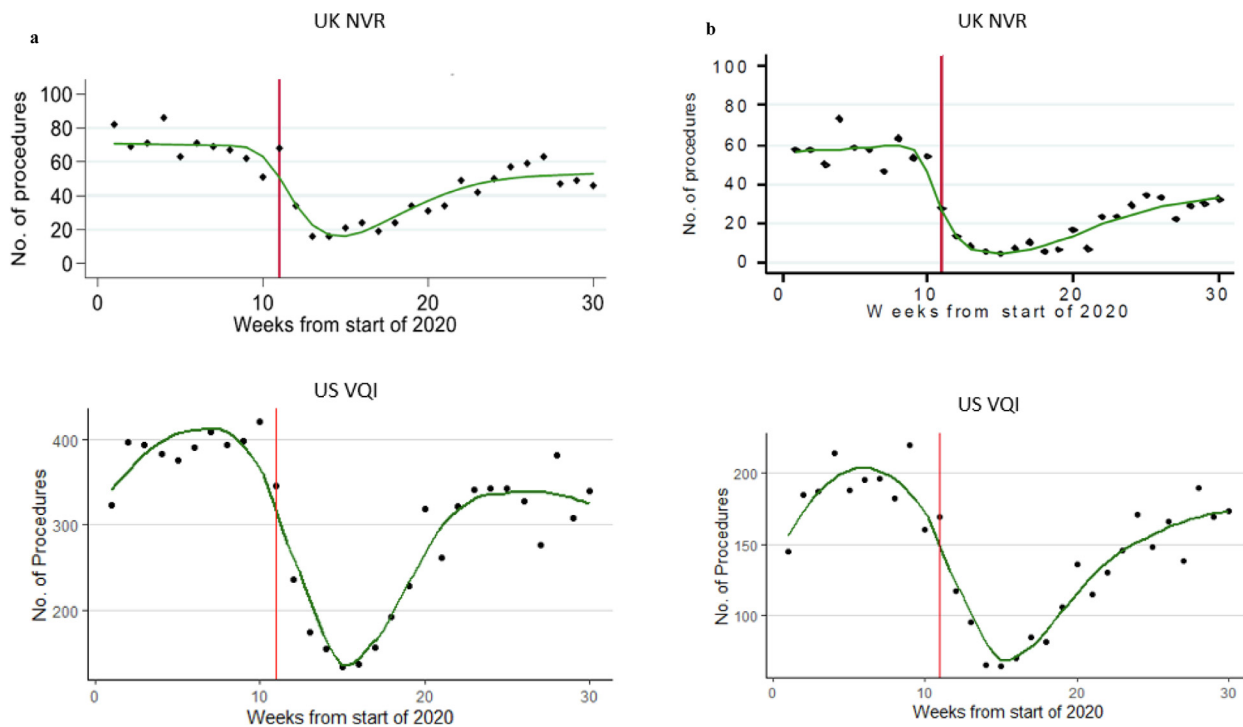 a
UK NVR
No. of procedures
100
80
60
40
20
0
0 10 20 30
Weeks from start of 2020
b
UK NVR
No. of procedures
100
80
60
40
20
0
0 10 20 30
Weeks from start of 2020
US VQI
No. of Procedures
400
300
200
0 10 20 30
Weeks from start of 2020
US VQI
No. of Procedures
200
150
100
0 10 20 30
Weeks from start of 2020